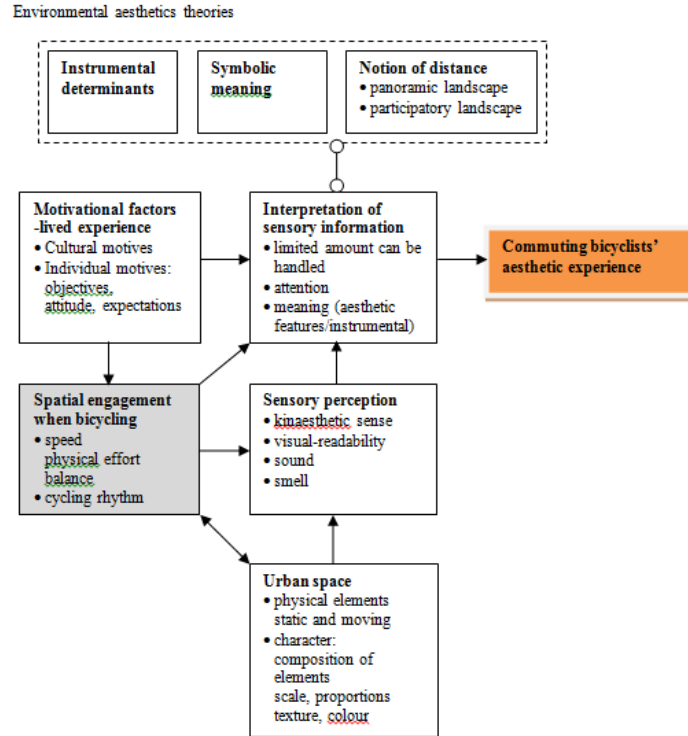 Environmental aesthetics theories
Instrumental
determinants
Symbolic
meaning
Notion of distance
• panoramic landscape
• participatory landscape
Motivational factors
-lived experience
• Cultural motives
• Individual motives:
objectives,
attitude, expectations
Interpretation of
sensory information
• limited amount can be
handled
• attention
• meaning (aesthetic
features/instrumental)
Commuting bicyclists’
aesthetic experience
Spatial engagement
when bicycling
• speed
physical effort
balance
• cycling rhythm
Sensory perception
• kinaesthetic sense
• visual-readability
• sound
• smell
Urban space
• physical elements
static and moving
• character:
composition of
elements
scale, proportions
texture, colour